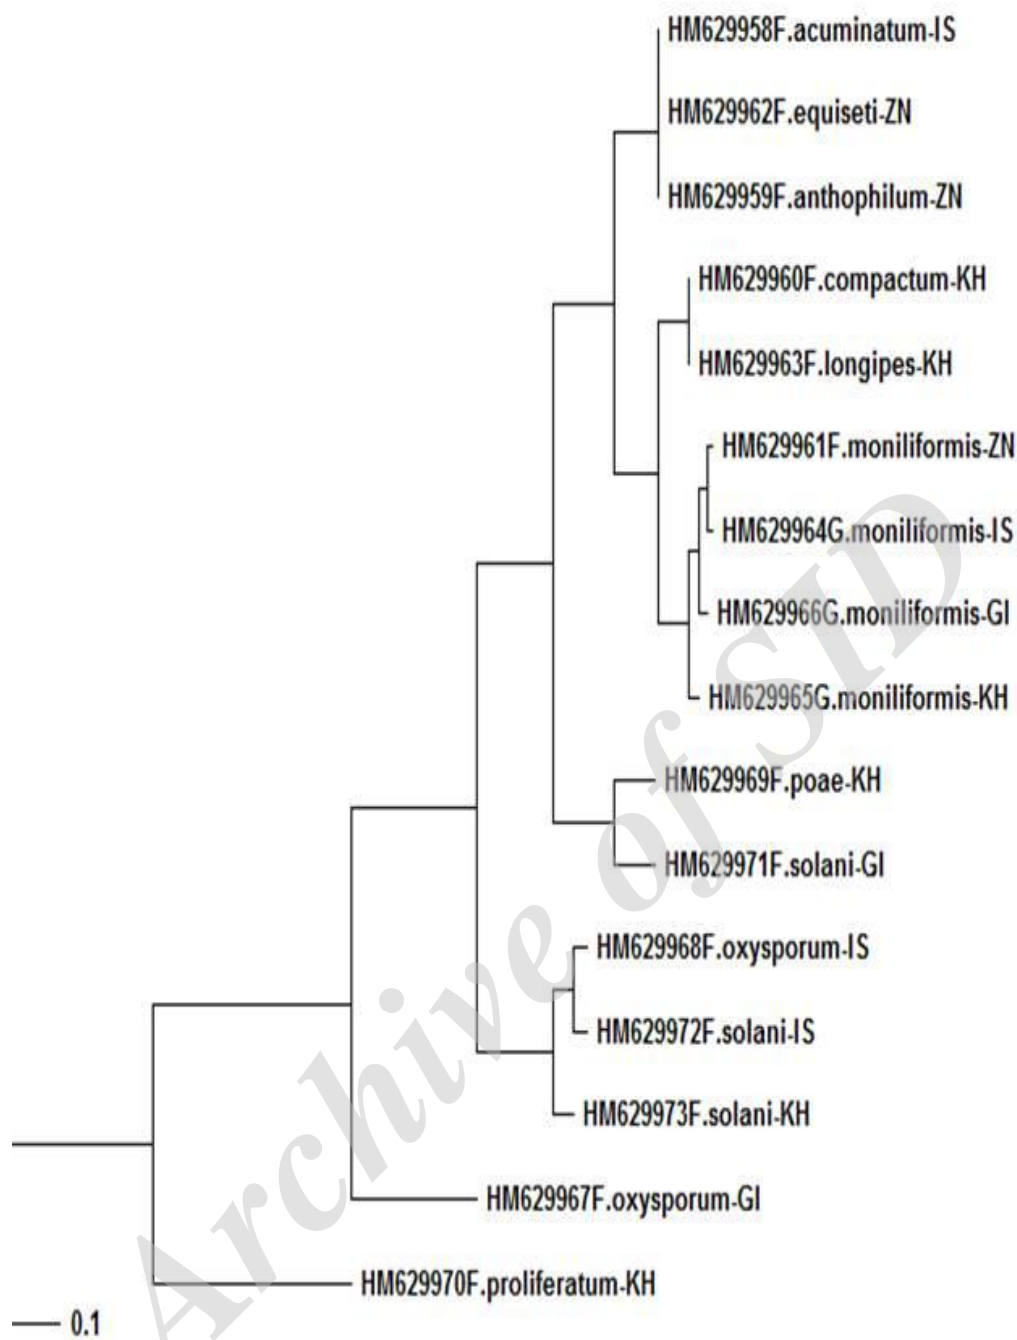 HM629958F.acuminatum-IS
HM629962F.equiseti-ZN
HM629959F.anthophilum-ZN
HM629960F.compactum-KH
HM629963F.longipes-KH
HM629961F.moniliformis-ZN
HM629964G.moniliformis-IS
HM629966G.moniliformis-GI
HM629965G.moniliformis-KH
HM629969F.poae-KH
HM629971F.solani-GI
HM629968F.oxysporum-IS
HM629972F.solani-IS
HM629973F.solani-KH
HM629967F.oxysporum-GI
HM629970F.proliferatum-KH
0.1
Archive of SID